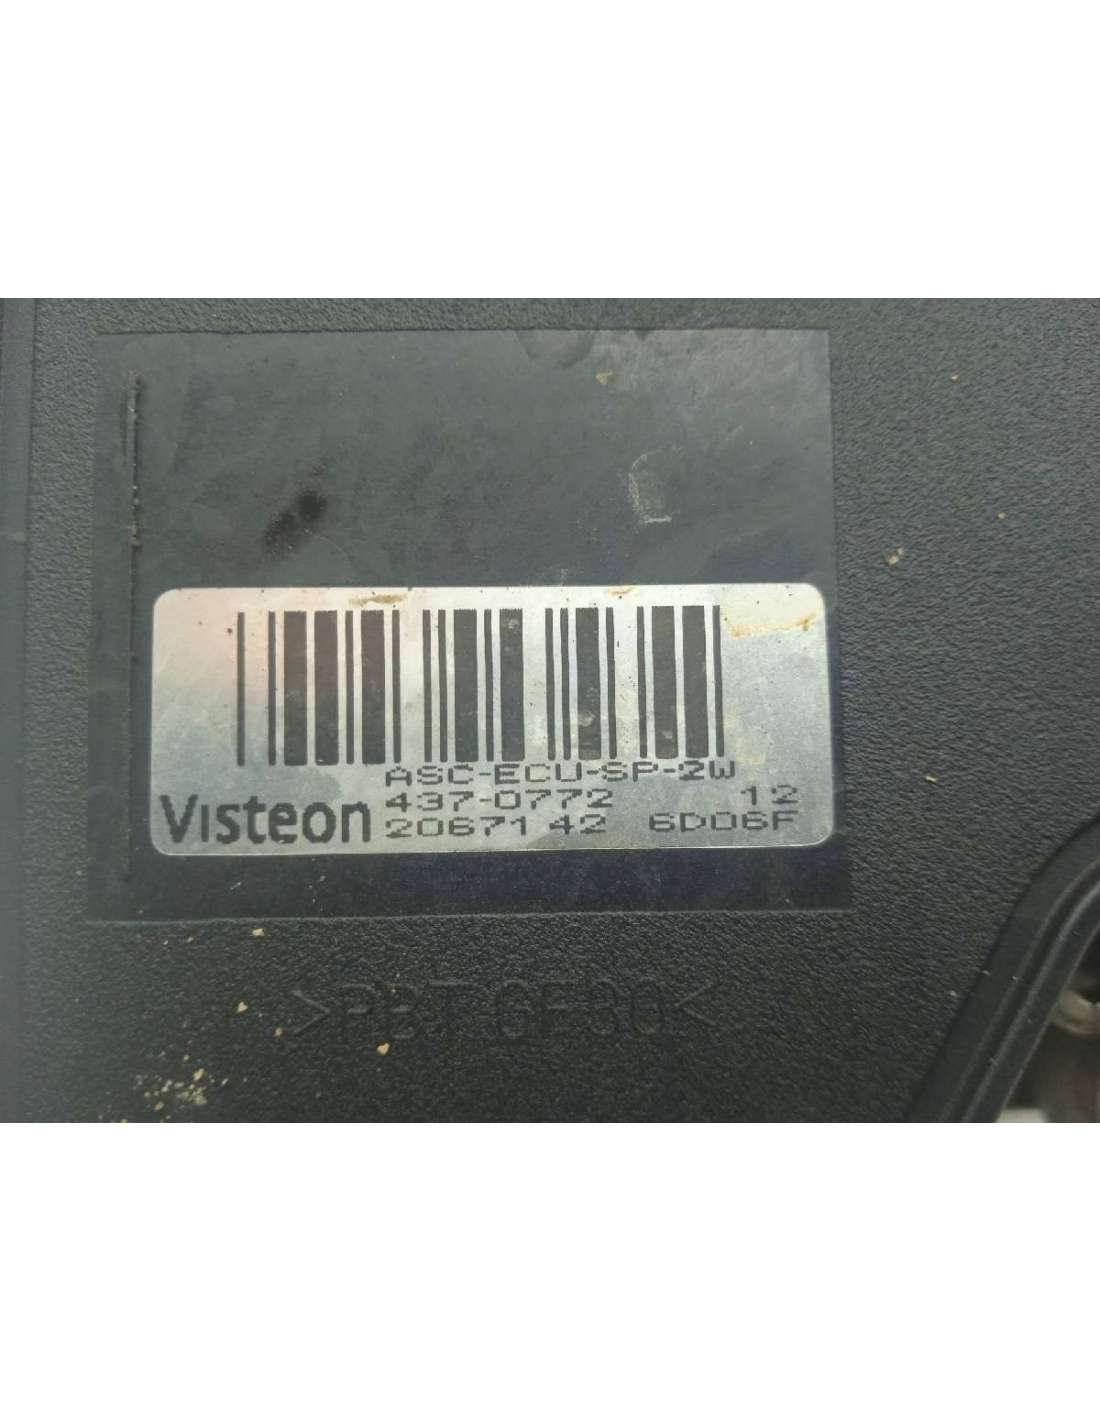 ASC-ECU-SP-2W
Visteon 437-0772 12
2067142 6D06F
>PBT-GF30<